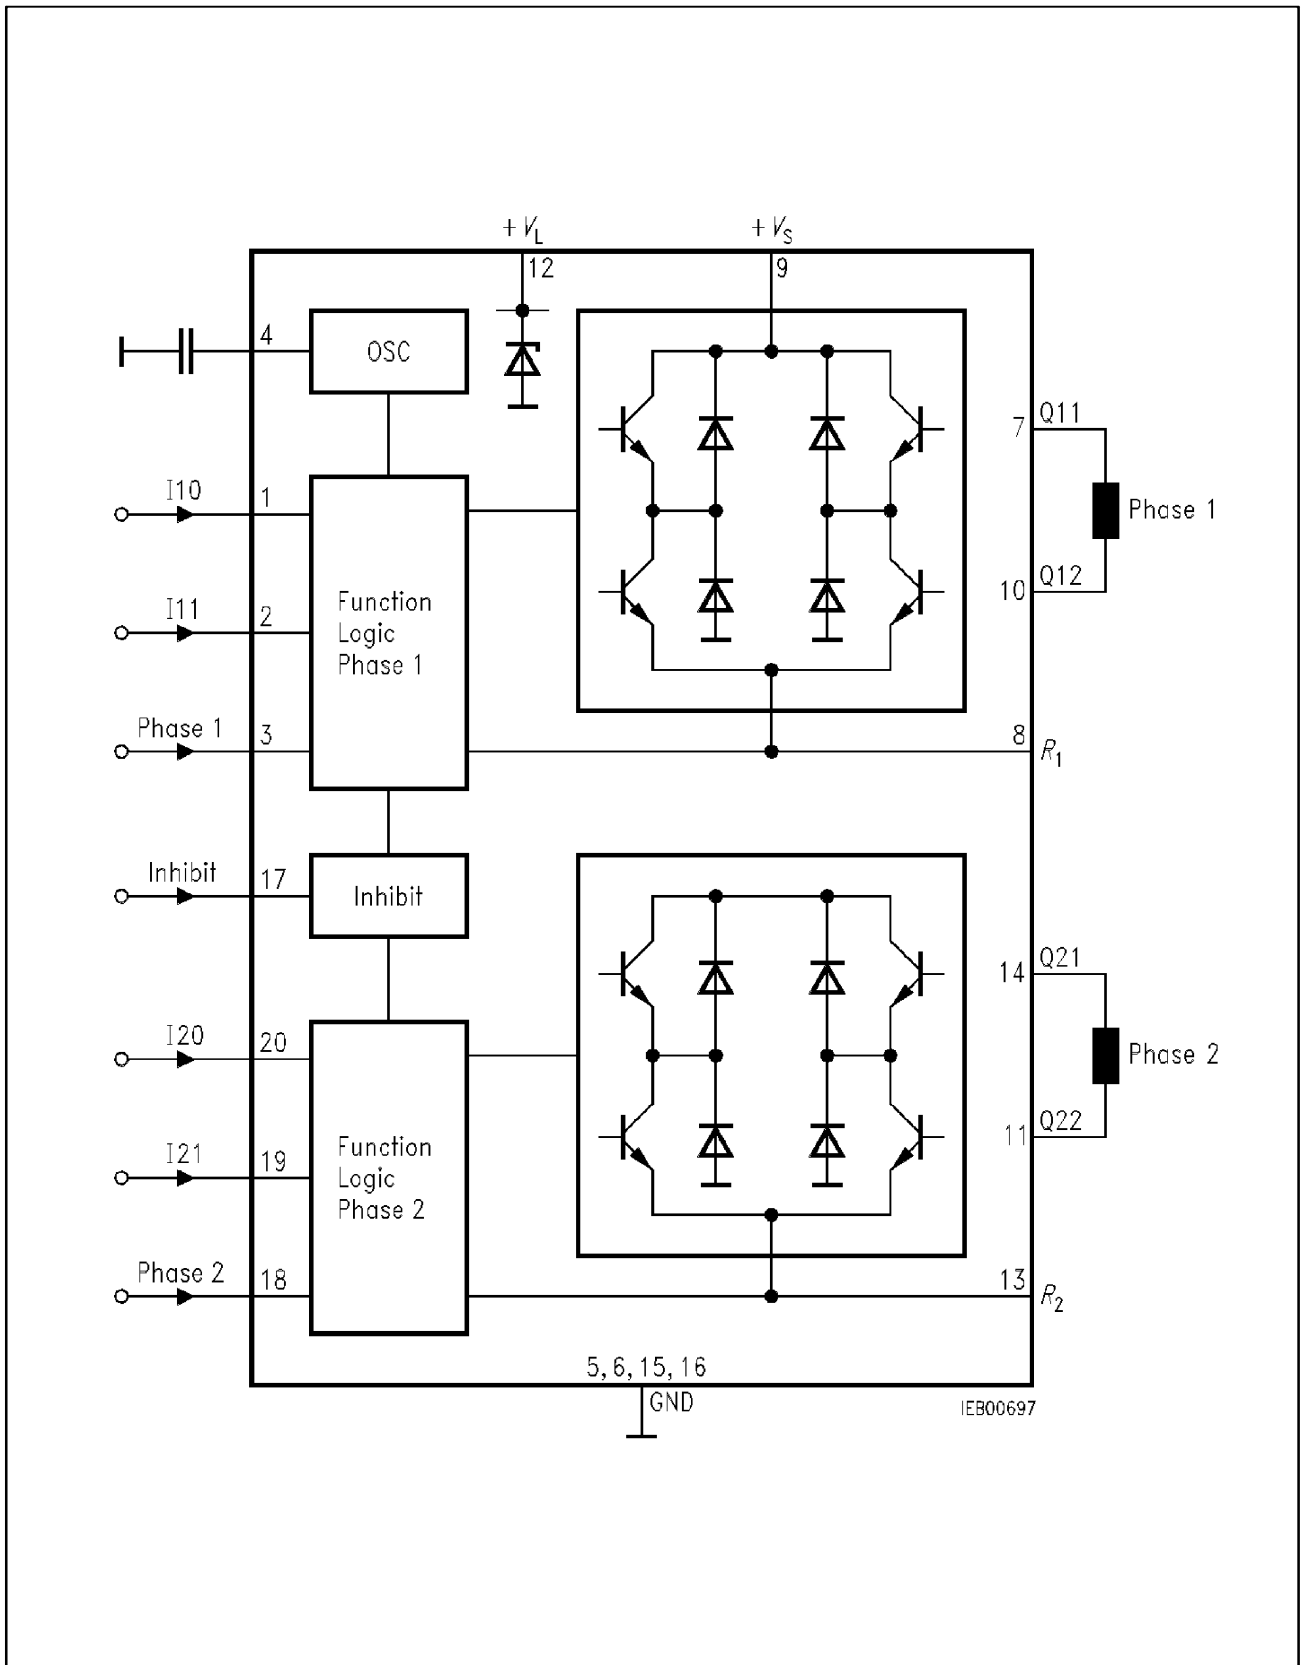 +VL
+VS
12
9
4
OSC
7
Q11
I10
1
Phase 1
I11
2
Function
Logic
Phase 1
10
Q12
Phase 1
3
8
R1
Inhibit
17
Inhibit
14
Q21
I20
20
Phase 2
I21
19
Function
Logic
Phase 2
11
Q22
Phase 2
18
13
R2
5, 6, 15, 16
GND
IEB00697